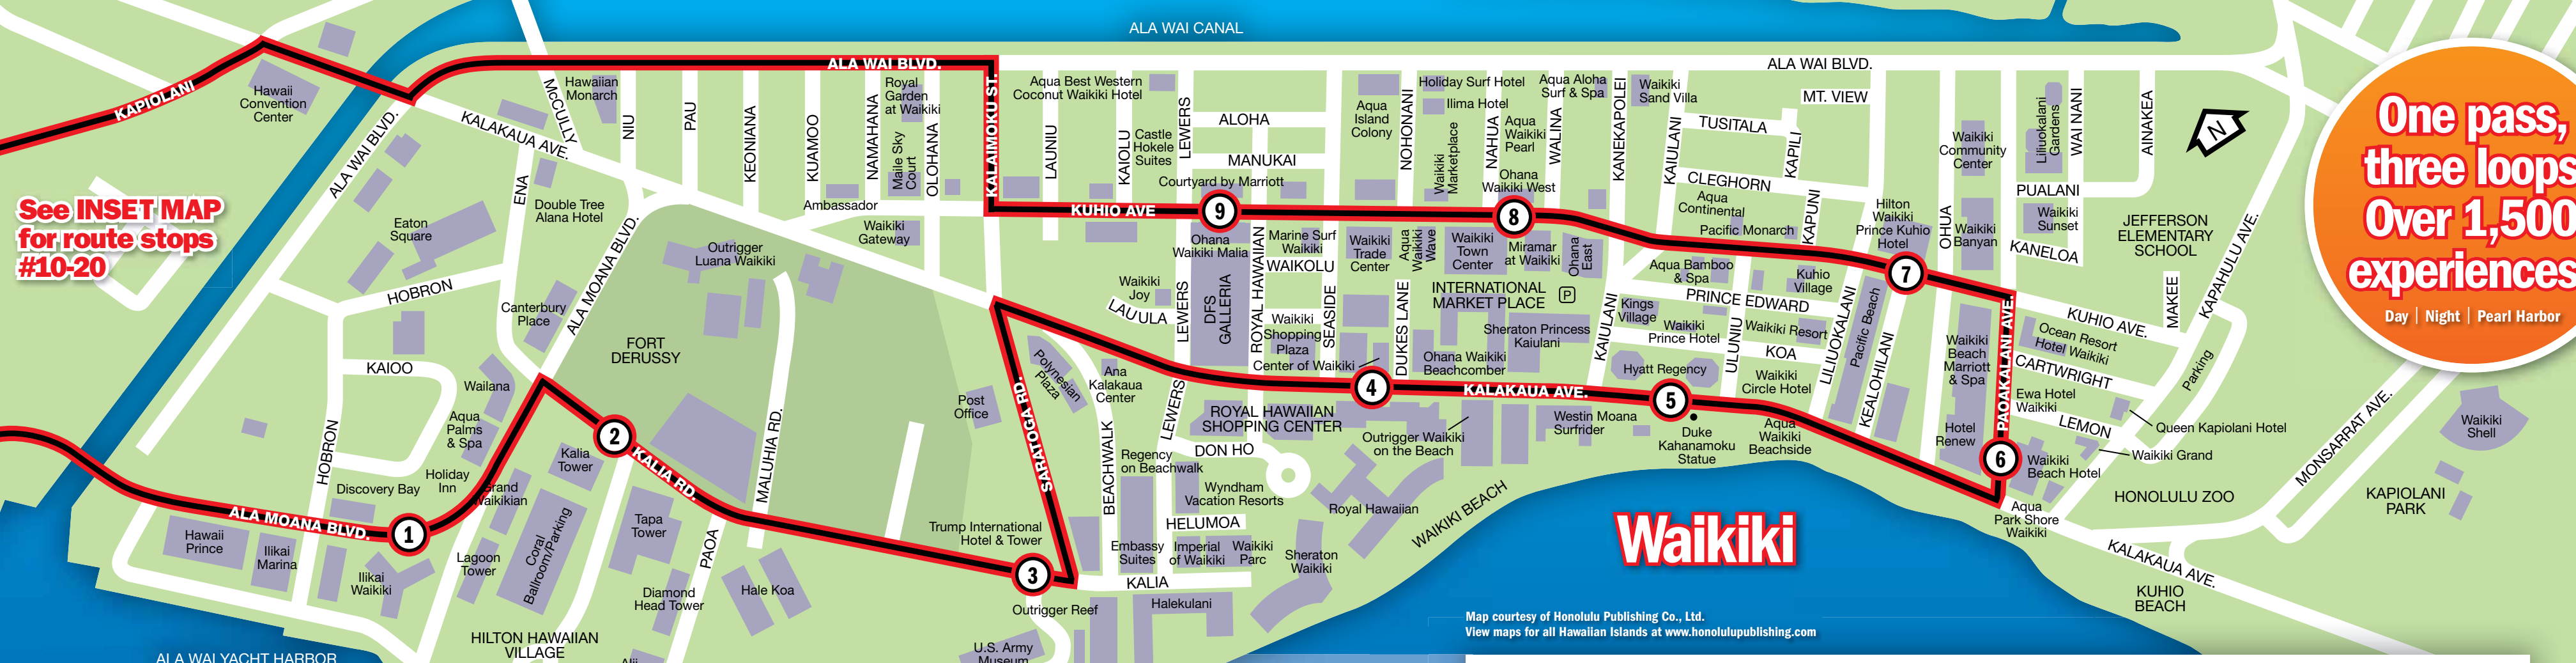 ALA WAI CANAL
KAPIOLANI
Hawaii
Convention
Center
ALA WAI BLVD.
KALAKAUA AVE.
McCULLY
Hawaiian
Monarch
NIU
PAU
KEONIANA
KUAMOO
NAMAHANA
Royal
Garden
at Waikiki
Maile Sky
Court
OLOHANA
ALA WAI BLVD.
KALAIMOKU ST.
Aqua Best Western
Coconut Waikiki Hotel
LAUNIU
KAIOLU
Castle
Hokele
Suites
LEWERS
ALOHA
MANUKAI
Courtyard by Marriott
Aqua
Island
Colony
NOHONANI
Holiday Surf Hotel
Ilima Hotel
Waikiki
Marketplace
NAHUA
Aqua
Waikiki
Pearl
Ohana
Waikiki West
Aqua Aloha
Surf & Spa
WALINA
KANEKAPOLEI
Waikiki
Sand Villa
KAIULANI
TUSITALA
MT. VIEW
ALA WAI BLVD.
KAPILI
CLEGHORN
Aqua
Continental
Pacific Monarch
KAPUNI
Hilton
Waikiki
Prince Kuhio
Hotel
OHUA
Waikiki
Community
Center
Waikiki
Banyan
Liliuokalani
Gardens
WAI NANI
AINAKEA
PUALANI
Waikiki
Sunset
KANELOA
JEFFERSON
ELEMENTARY
SCHOOL
KAPAHULU AVE.
N
One pass,
three loops
Over 1,500
experiences
Day | Night | Pearl Harbor
See INSET MAP
for route stops
#10-20
Eaton
Square
ENA
Double Tree
Alana Hotel
HOBRON
Canterbury
Place
ALA MOANA BLVD.
Outrigger
Luana Waikiki
Ambassador
Waikiki
Gateway
KUHIO AVE
9
8
7
Ohana
Waikiki Malia
Marine Surf
Waikiki
WAIKOLU
Waikiki
Trade
Center
Aqua
Waikiki
Wave
Waikiki
Town
Center
Miramar
at Waikiki
Ohana
East
INTERNATIONAL
MARKET PLACE
P
Aqua Bamboo
& Spa
Kuhio
Village
PRINCE EDWARD
Kings
Village
Waikiki
Prince Hotel
Waikiki Resort
KOA
ULUNIU
LILIUOKALANI
Pacific Beach
KEALOHILANI
KAIULANI
Waikiki
Joy
LAUULA
LEWERS
DFS
GALLERIA
ROYAL HAWAIIAN
SEASIDE
Waikiki
Shopping
Plaza
Center of Waikiki
DUKES LANE
Ohana Waikiki
Beachcomber
Sheraton Princess
Kaiulani
Hyatt Regency
Waikiki
Circle Hotel
Waikiki
Beach
Marriott
& Spa
PAOAKALANI AVE
KUHIO AVE.
Ocean Resort
Hotel Waikiki
MAKEE
CARTWRIGHT
Parking
Ewa Hotel
Waikiki
LEMON
Queen Kapiolani Hotel
Waikiki Grand
Hotel
Renew
6
Waikiki
Beach Hotel
HONOLULU ZOO
MONSARRAT AVE.
Waikiki
Shell
KAPIOLANI
PARK
Aqua
Park Shore
Waikiki
KALAKAUA AVE.
KUHIO
BEACH
FORT
DERUSSY
KAIOO
Wailana
Aqua
Palms
& Spa
HOBRON
Holiday
Inn
Discovery Bay
Grand
Waikikian
Kalia
Tower
2
KALIA RD.
MALUHIA RD.
Post
Office
SARATOGA RD.
Polynesian
Plaza
Ana
Kalakaua
Center
BEACHWALK
LEWERS
4
KALAKAUA AVE.
5
ROYAL HAWAIIAN
SHOPPING CENTER
Outrigger Waikiki
on the Beach
Westin Moana
Surfrider
Duke
Kahanamoku
Statue
Aqua
Waikiki
Beachside
DON HO
Regency
on Beachwalk
Wyndham
Vacation Resorts
HELUMOA
Royal Hawaiian
WAIKIKI BEACH
Waikiki
ALA MOANA BLVD.
1
Hawaii
Prince
Ilikai
Marina
Ilikai
Waikiki
Lagoon
Tower
Coral
Ballroom/Parking
Tapa
Tower
PAOA
Diamond
Head Tower
Hale Koa
Trump International
Hotel & Tower
3
Embassy
Suites
Imperial
of Waikiki
Waikiki
Parc
Sheraton
Waikiki
KALIA
Outrigger Reef
Halekulani
U.S. Army
Museum
HILTON HAWAIIAN
VILLAGE
Alii
ALA WAI YACHT HARBOR
Map courtesy of Honolulu Publishing Co., Ltd.
View maps for all Hawaiian Islands at www.honolulupublishing.com